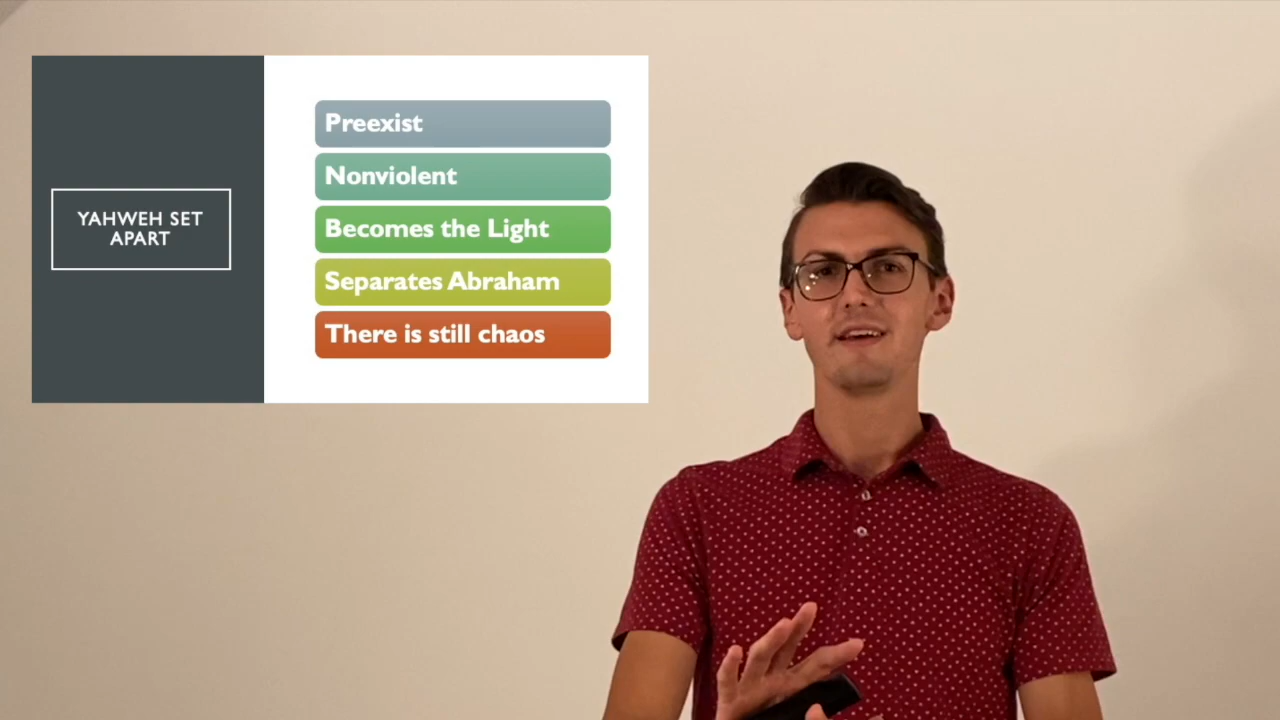 YAHWEH SET
APART
Preexist
Nonviolent
Becomes the Light
Separates Abraham
There is still chaos